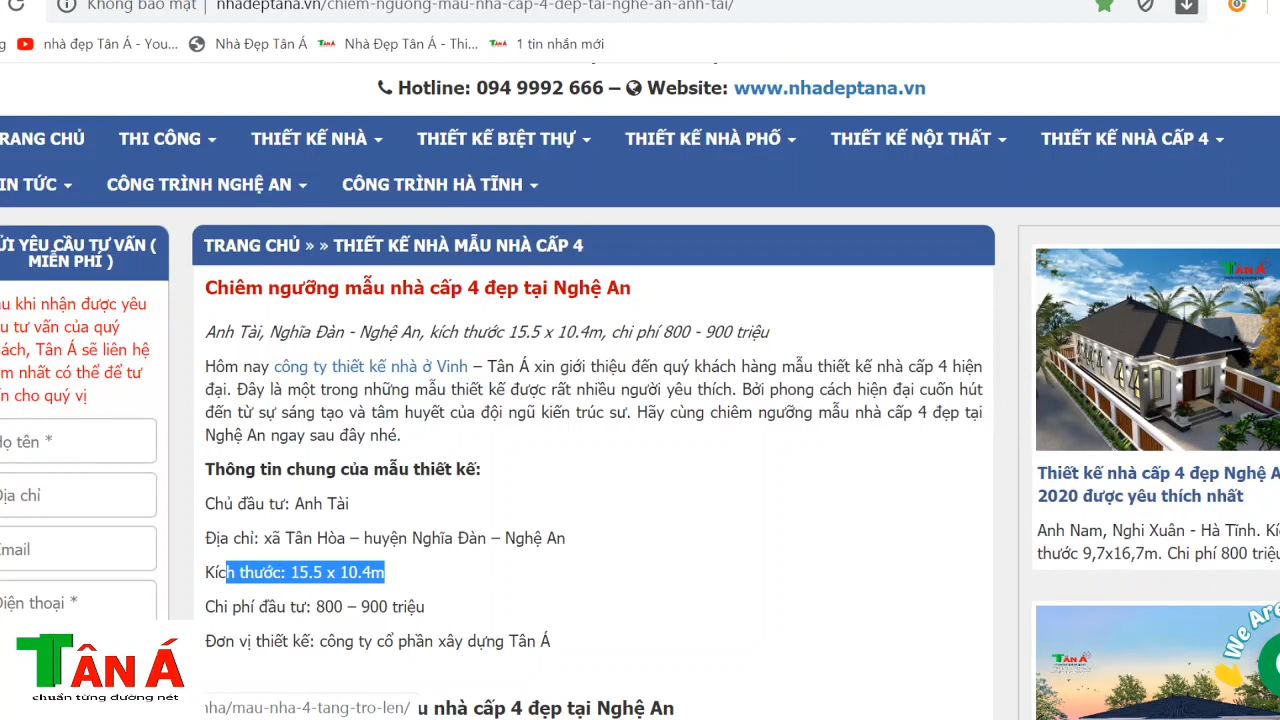 Không bảo mật | nhadeptana.vn/chiem-nguong-mau-nha-cap-4-dep-tai-nghe-an-anh-tai/
nhà đẹp Tân Á - You... Nhà Đẹp Tân Á Nhà Đẹp Tân Á - Thi... 1 tin nhắn mới
Hotline: 094 9992 666 – Website: www.nhadeptana.vn
RANG CHỦ THI CÔNG THIẾT KẾ NHÀ THIẾT KẾ BIỆT THỰ THIẾT KẾ NHÀ PHỐ THIẾT KẾ NỘI THẤT THIẾT KẾ NHÀ CẤP 4
IN TỨC CÔNG TRÌNH NGHỆ AN CÔNG TRÌNH HÀ TĨNH
ỬI YÊU CẦU TƯ VẤN (
MIỄN PHÍ )
u khi nhận được yêu
u tư vấn của quý
ách, Tân Á sẽ liên hệ
m nhất có thể để tư
n cho quý vị
Họ tên *
Địa chỉ
Email
Điện thoại *
TÂN Á
chuẩn từng đường nét
TRANG CHỦ » » THIẾT KẾ NHÀ MẪU NHÀ CẤP 4
Chiêm ngưỡng mẫu nhà cấp 4 đẹp tại Nghệ An
Anh Tài, Nghĩa Đàn - Nghệ An, kích thước 15.5 x 10.4m, chi phí 800 - 900 triệu
Hôm nay công ty thiết kế nhà ở Vinh – Tân Á xin giới thiệu đến quý khách hàng mẫu thiết kế nhà cấp 4 hiện
đại. Đây là một trong những mẫu thiết kế được rất nhiều người yêu thích. Bởi phong cách hiện đại cuốn hút
đến từ sự sáng tạo và tâm huyết của đội ngũ kiến trúc sư. Hãy cùng chiêm ngưỡng mẫu nhà cấp 4 đẹp tại
Nghệ An ngay sau đây nhé.
Thông tin chung của mẫu thiết kế:
Chủ đầu tư: Anh Tài
Địa chỉ: xã Tân Hòa – huyện Nghĩa Đàn – Nghệ An
Kích thước: 15.5 x 10.4m
Chi phí đầu tư: 800 – 900 triệu
Đơn vị thiết kế: công ty cổ phần xây dựng Tân Á
nha/mau-nha-4-tang-tro-len/ u nhà cấp 4 đẹp tại Nghệ An
TÂN Á
Thiết kế nhà cấp 4 đẹp Nghệ A
2020 được yêu thích nhất
Anh Nam, Nghi Xuân - Hà Tĩnh. Kí
thước 9,7x16,7m. Chi phí 800 triệu
TÂN Á
We Are